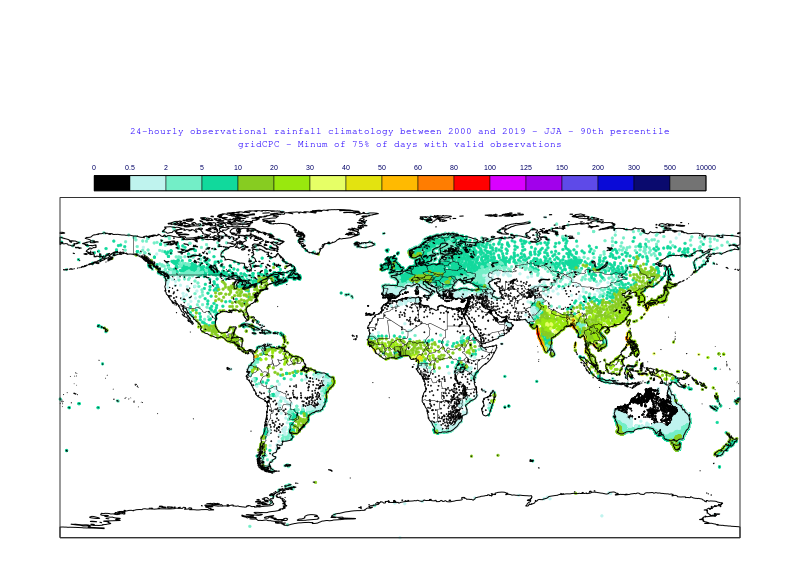 24-hourly observational rainfall climatology between 2000 and 2019 - JJA - 90th percentile
gridCPC - Minum of 75% of days with valid observations
0 0.5 2 5 10 20 30 40 50 60 80 100 125 150 200 300 500 10000